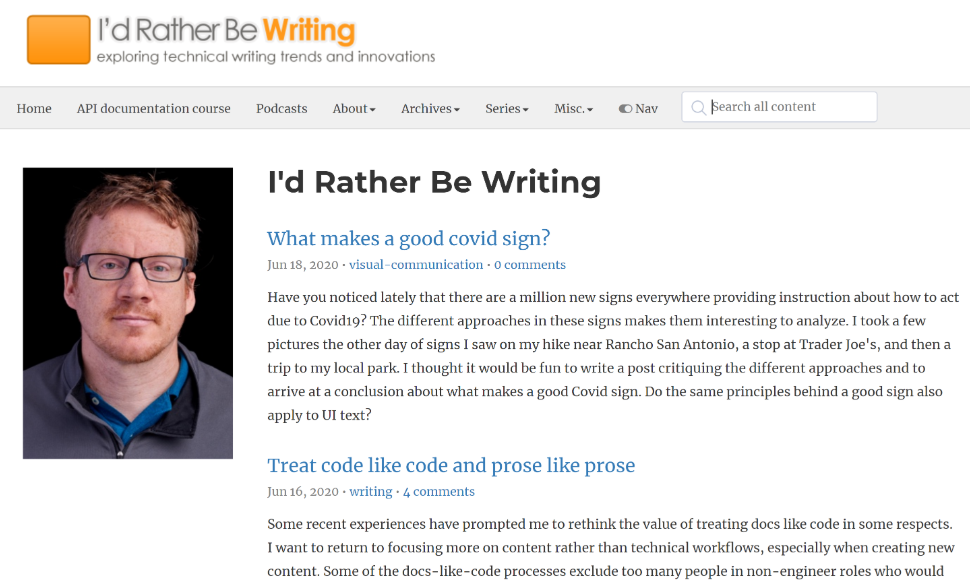 I'd Rather Be Writing
exploring technical writing trends and innovations
Home API documentation course Podcasts About Archives Series Misc. Nav Search all content
I'd Rather Be Writing
What makes a good covid sign?
Jun 18, 2020 · visual-communication · 0 comments
Have you noticed lately that there are a million new signs everywhere providing instruction about how to act
due to Covid19? The different approaches in these signs makes them interesting to analyze. I took a few
pictures the other day of signs I saw on my hike near Rancho San Antonio, a stop at Trader Joe's, and then a
trip to my local park. I thought it would be fun to write a post critiquing the different approaches and to
arrive at a conclusion about what makes a good Covid sign. Do the same principles behind a good sign also
apply to UI text?
Treat code like code and prose like prose
Jun 16, 2020 · writing · 4 comments
Some recent experiences have prompted me to rethink the value of treating docs like code in some respects.
I want to return to focusing more on content rather than technical workflows, especially when creating new
content. Some of the docs-like-code processes exclude too many people in non-engineer roles who would